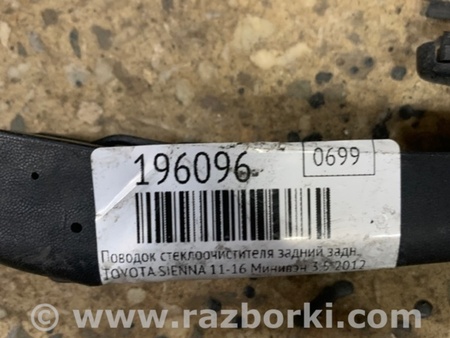 196096
0699
Поводок стеклоочистителя задний задн.
TOYOTA SIENNA 11-16 Минивэн 3.5 2012
www.razborki.com